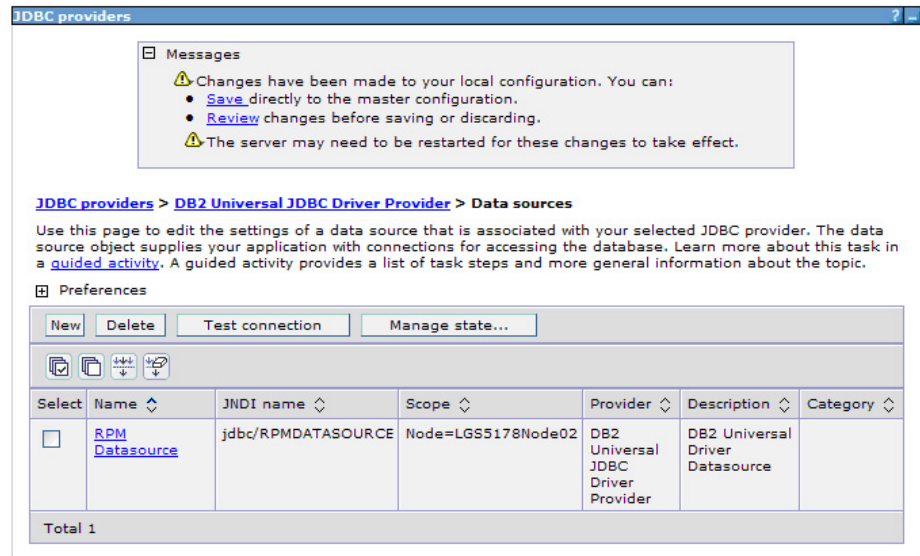 JDBC providers ? -
Messages
Changes have been made to your local configuration. You can:
• Save directly to the master configuration.
• Review changes before saving or discarding.
The server may need to be restarted for these changes to take effect.
JDBC providers > DB2 Universal JDBC Driver Provider > Data sources
Use this page to edit the settings of a data source that is associated with your selected JDBC provider. The data
source object supplies your application with connections for accessing the database. Learn more about this task in
a guided activity. A guided activity provides a list of task steps and more general information about the topic.
Preferences
New Delete Test connection Manage state...
Select Name JNDI name Scope Provider Description Category
RPM Datasource jdbc/RPMDATASOURCE Node=LGS5178Node02 DB2 Universal JDBC Driver Provider DB2 Universal Driver Datasource
Total 1